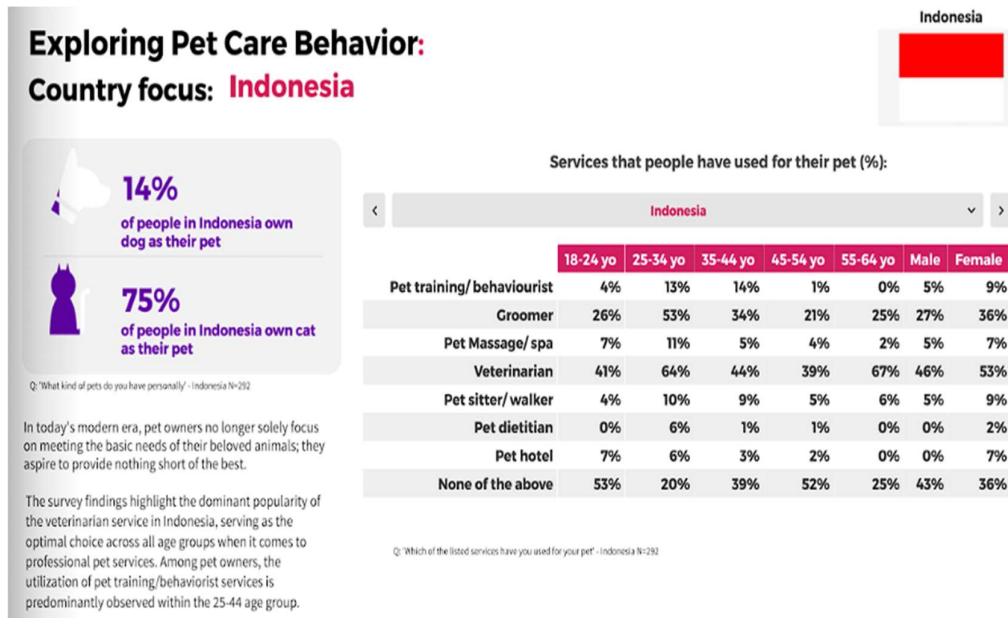 Indonesia
Exploring Pet Care Behavior:
Country focus: Indonesia
14%
of people in Indonesia own
dog as their pet
75%
of people in Indonesia own cat
as their pet
Q: 'What kind of pets do you have personally' - Indonesia N=292
In today's modern era, pet owners no longer solely focus
on meeting the basic needs of their beloved animals; they
aspire to provide nothing short of the best.
The survey findings highlight the dominant popularity of
the veterinarian service in Indonesia, serving as the
optimal choice across all age groups when it comes to
professional pet services. Among pet owners, the
utilization of pet training/behaviorist services is
predominantly observed within the 25-44 age group.
Services that people have used for their pet (%):
Indonesia
18-24 yo 25-34 yo 35-44 yo 45-54 yo 55-64 yo Male Female
Pet training/ behaviourist 4% 13% 14% 1% 0% 5% 9%
Groomer 26% 53% 34% 21% 25% 27% 36%
Pet Massage/ spa 7% 11% 5% 4% 2% 5% 7%
Veterinarian 41% 64% 44% 39% 67% 46% 53%
Pet sitter/ walker 4% 10% 9% 5% 6% 5% 9%
Pet dietitian 0% 6% 1% 1% 0% 0% 2%
Pet hotel 7% 6% 3% 2% 0% 0% 7%
None of the above 53% 20% 39% 52% 25% 43% 36%
Q: 'Which of the listed services have you used for your pet' - Indonesia N=292